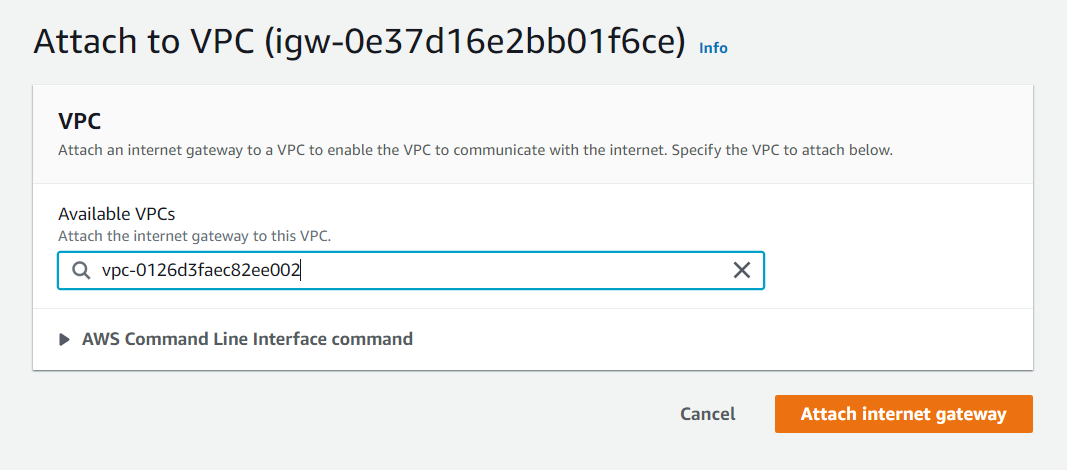 Attach to VPC (igw-0e37d16e2bb01f6ce) Info
VPC
Attach an internet gateway to a VPC to enable the VPC to communicate with the internet. Specify the VPC to attach below.
Available VPCs
Attach the internet gateway to this VPC.
vpc-0126d3faec82ee002
AWS Command Line Interface command
Cancel Attach internet gateway